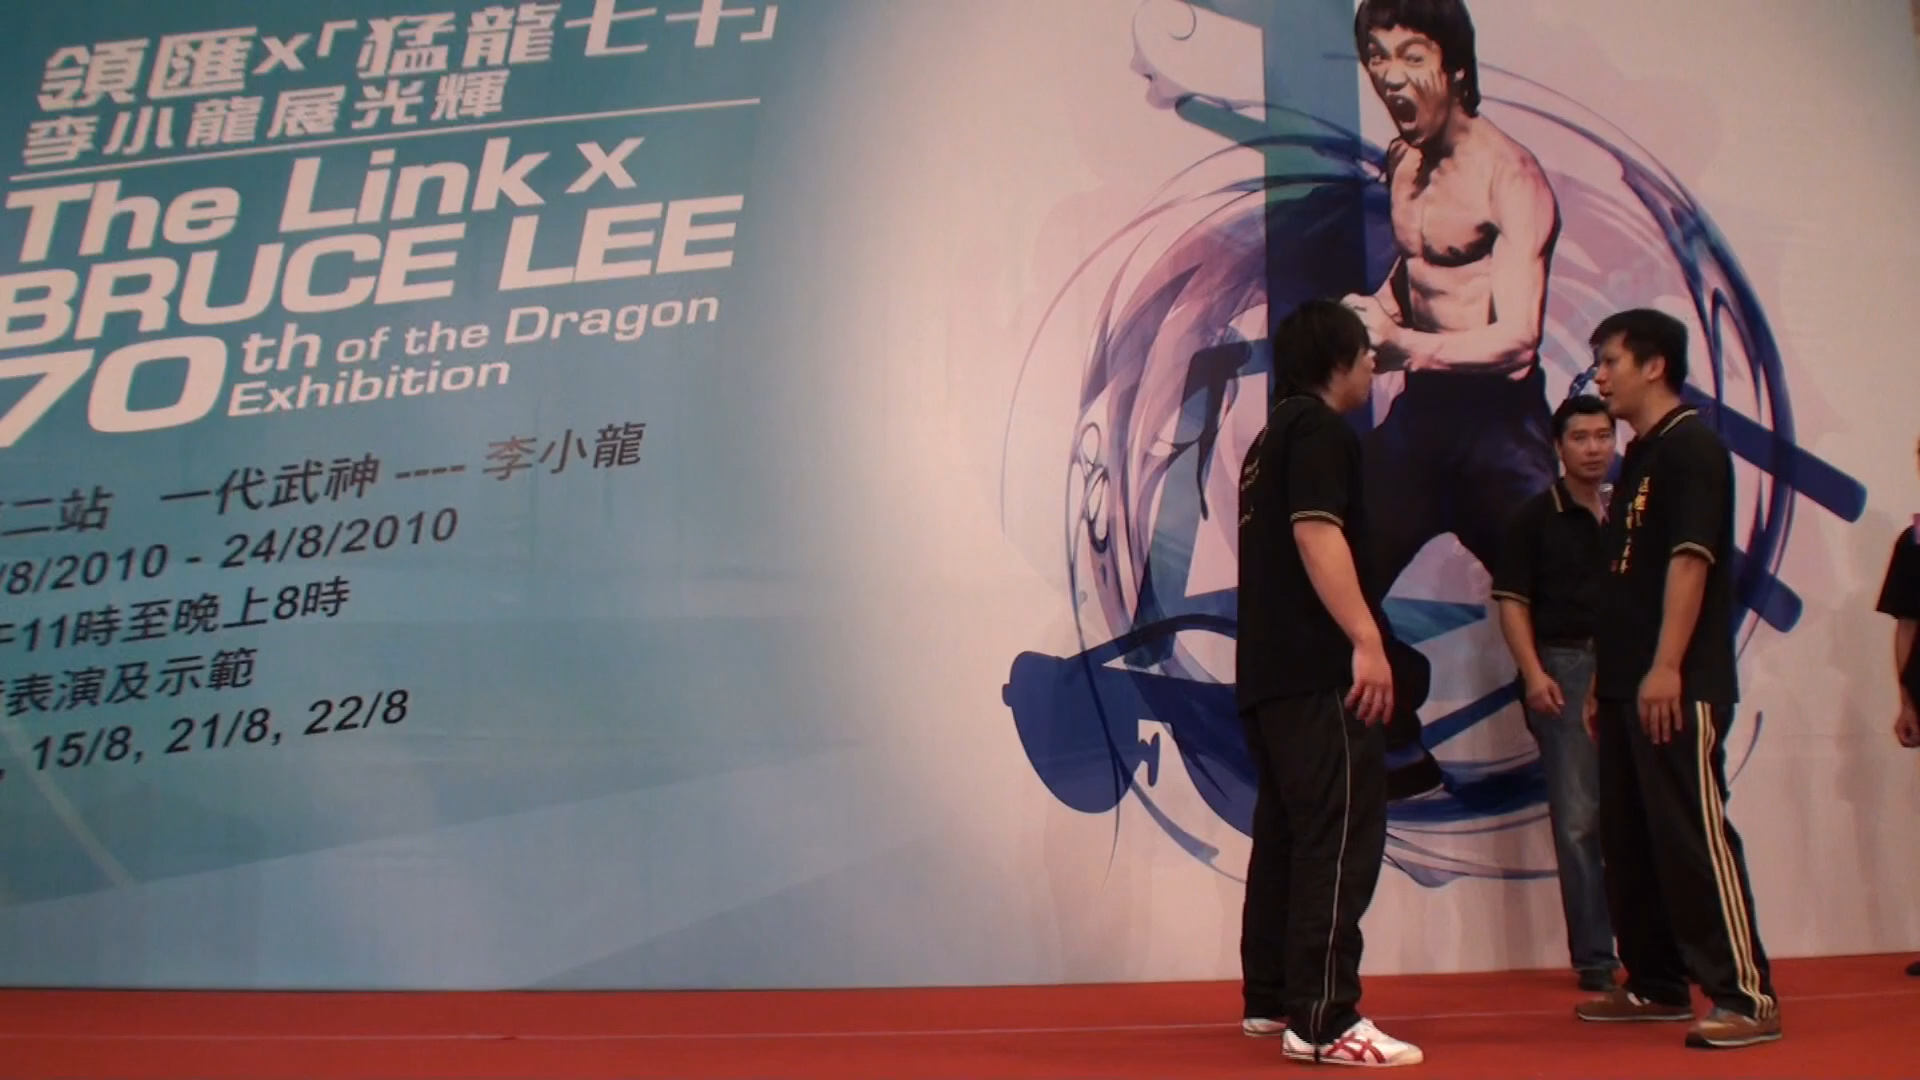 領匯x「猛龍七十」
李小龍展光輝
The Link x
BRUCE LEE
70th of the Dragon
Exhibition
二站 一代武神 ---- 李小龍
/8/2010 - 24/8/2010
11時至晚上8時
表演及示範
, 15/8, 21/8, 22/8